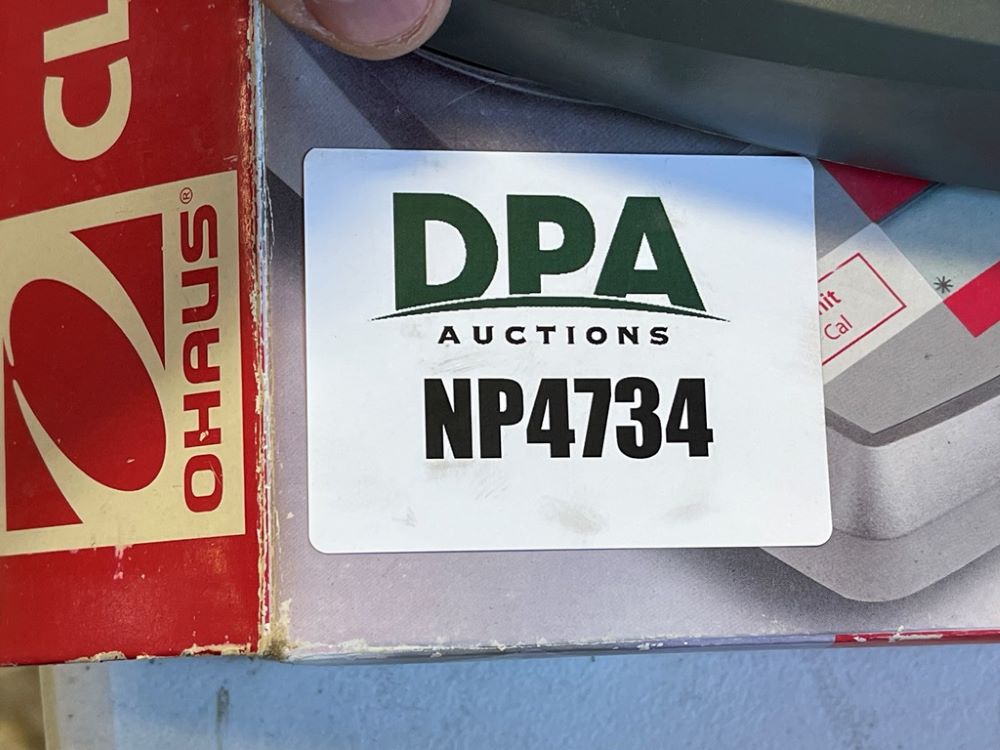 CL
OHAUS®
DPA
AUCTIONS
NP4734
Cal